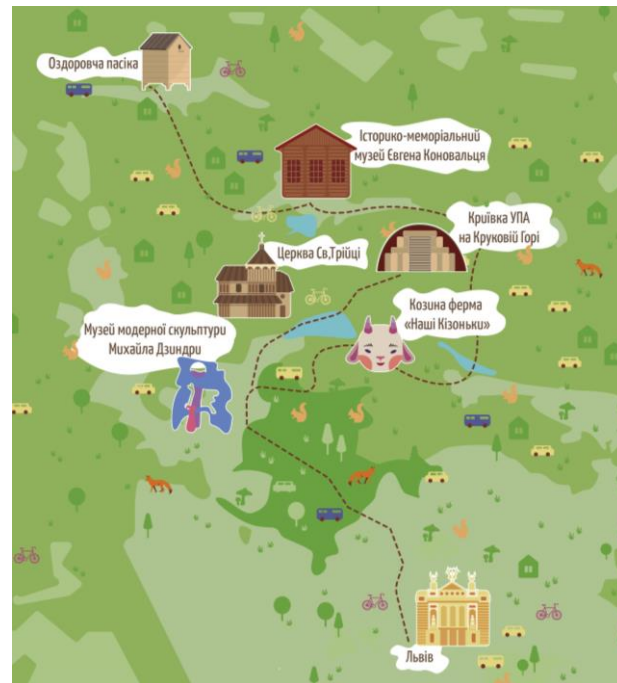 Оздоровча пасіка
Історико-меморіальний
музей Євгена Коновальця
Криївка УПА
на Круковій Горі
Церква Св,Трійці
Козина ферма
«Наші Кізоньки»
Музей модерної скульптури
Михайла Дзиндри
Львів